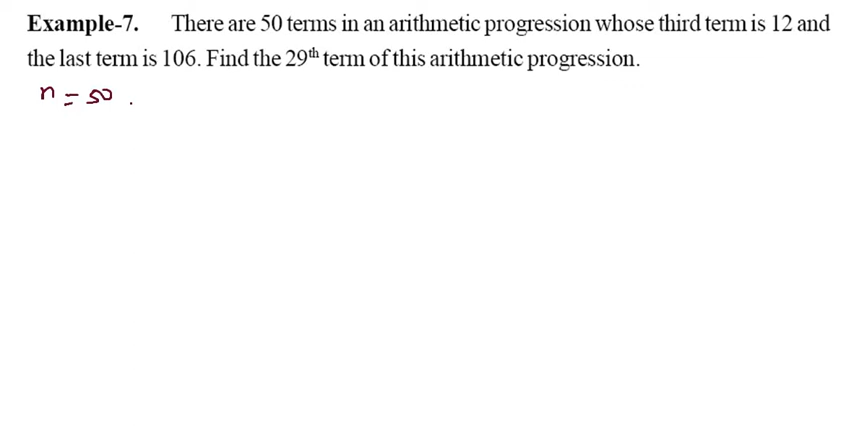 Example-7. There are 50 terms in an arithmetic progression whose third term is 12 and
the last term is 106. Find the 29th term of this arithmetic progression.
n = 50 .